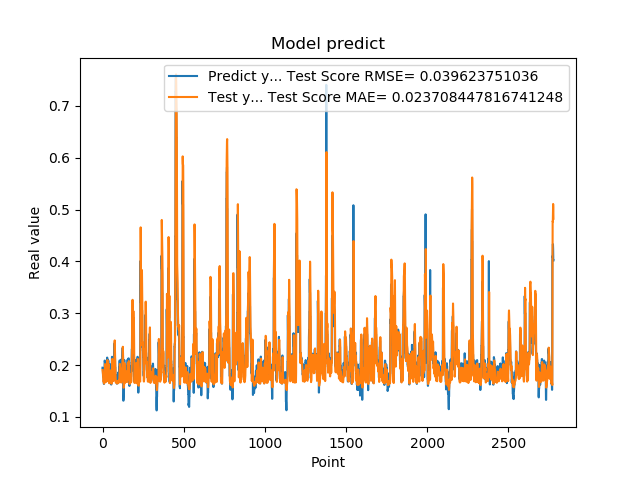 Model predict
Predict y... Test Score RMSE= 0.039623751036
Test y... Test Score MAE= 0.023708447816741248
0.7
0.6
0.5
0.4
0.3
0.2
0.1
Real value
0 500 1000 1500 2000 2500
Point